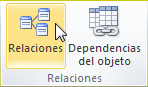 Relaciones
Dependencias
del objeto
Relaciones